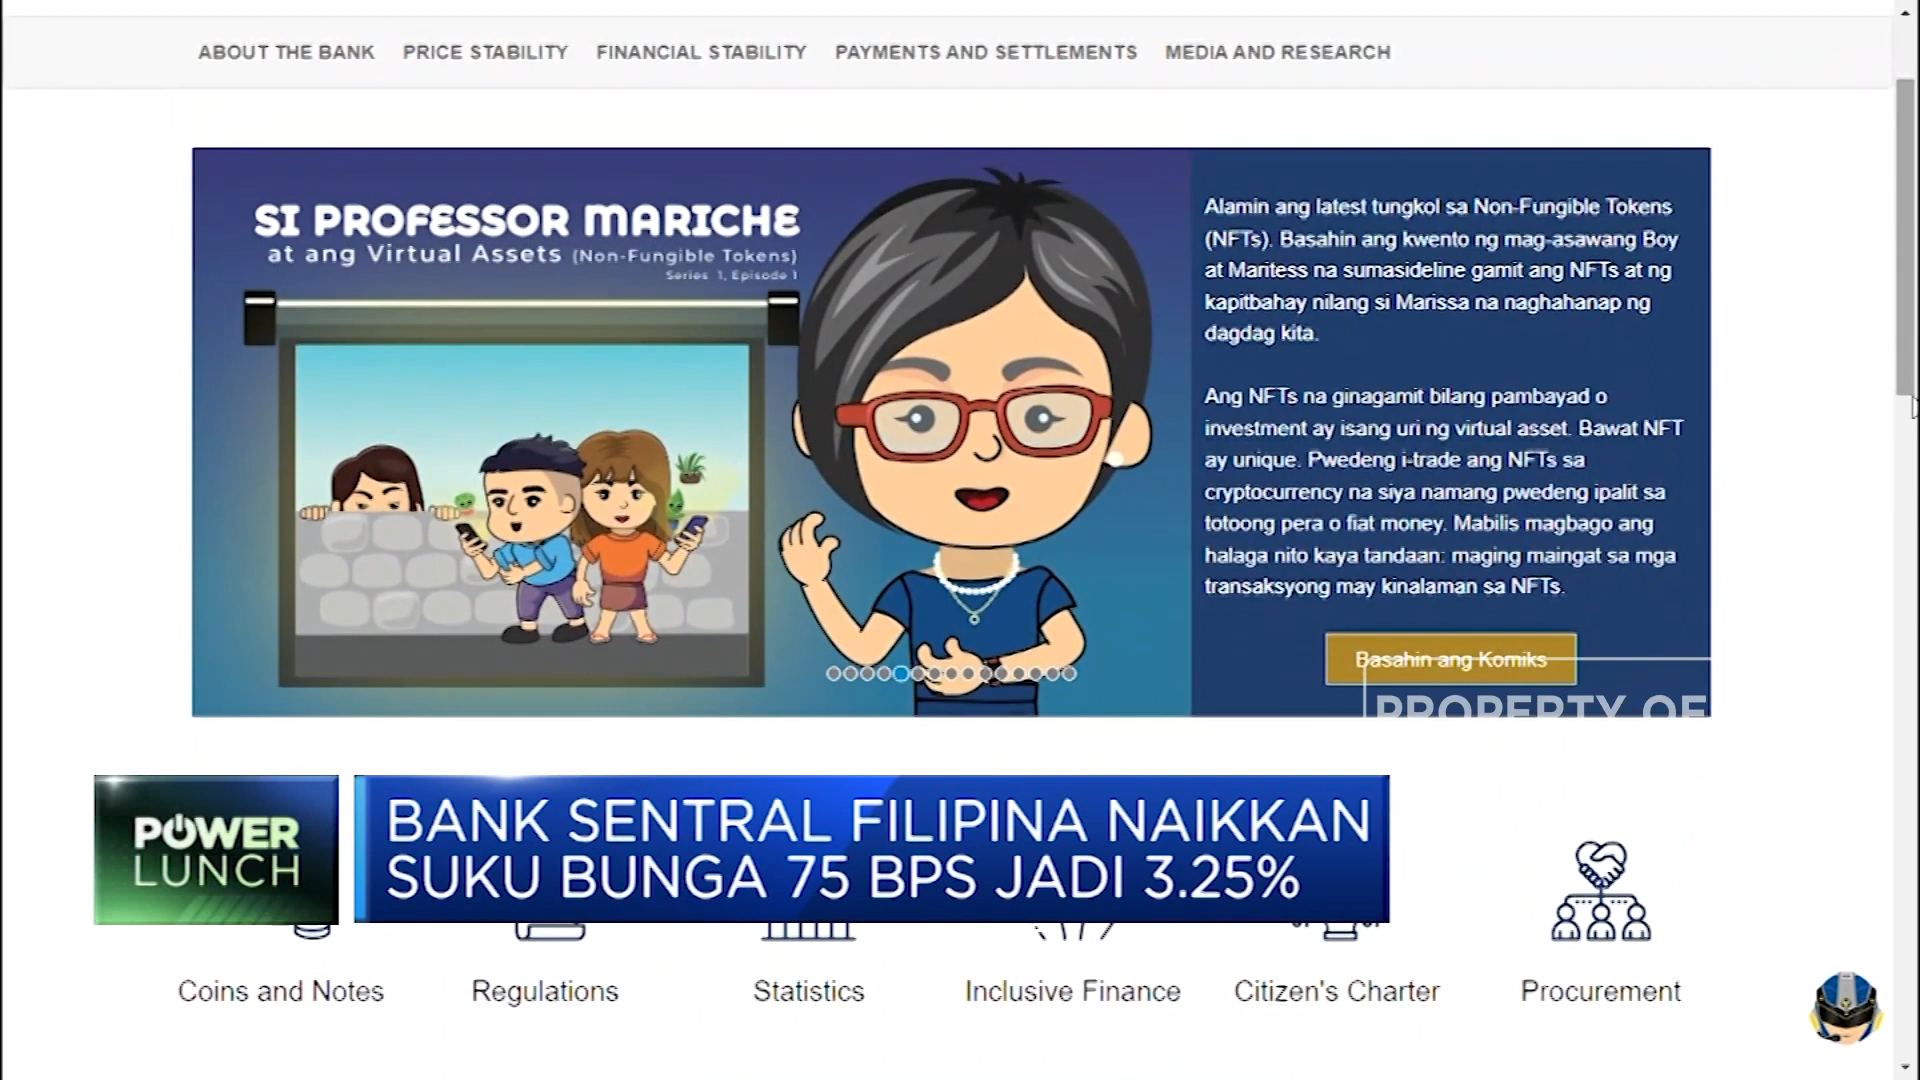 ABOUT THE BANK PRICE STABILITY FINANCIAL STABILITY PAYMENTS AND SETTLEMENTS MEDIA AND RESEARCH
SI PROFESSOR MARICHE
at ang Virtual Assets (Non-Fungible Tokens)
Series 1, Episode 1
Alamin ang latest tungkol sa Non-Fungible Tokens
(NFTs). Basahin ang kwento ng mag-asawang Boy
at Maritess na sumasideline gamit ang NFTs at ng
kapitbahay nilang si Marissa na naghahanap ng
dagdag kita.
Ang NFTs na ginagamit bilang pambayad o
investment ay isang uri ng virtual asset. Bawat NFT
ay unique. Pwedeng i-trade ang NFTs sa
cryptocurrency na siya namang pwedeng ipalit sa
totoong pera o fiat money. Mabilis magbago ang
halaga nito kaya tandaan: maging maingat sa mga
transaksyong may kinalaman sa NFTs.
Basahin ang Komiks
PROPERTY OF
POWER
LUNCH
BANK SENTRAL FILIPINA NAIKKAN
SUKU BUNGA 75 BPS JADI 3.25%
Coins and Notes Regulations Statistics Inclusive Finance Citizen's Charter Procurement